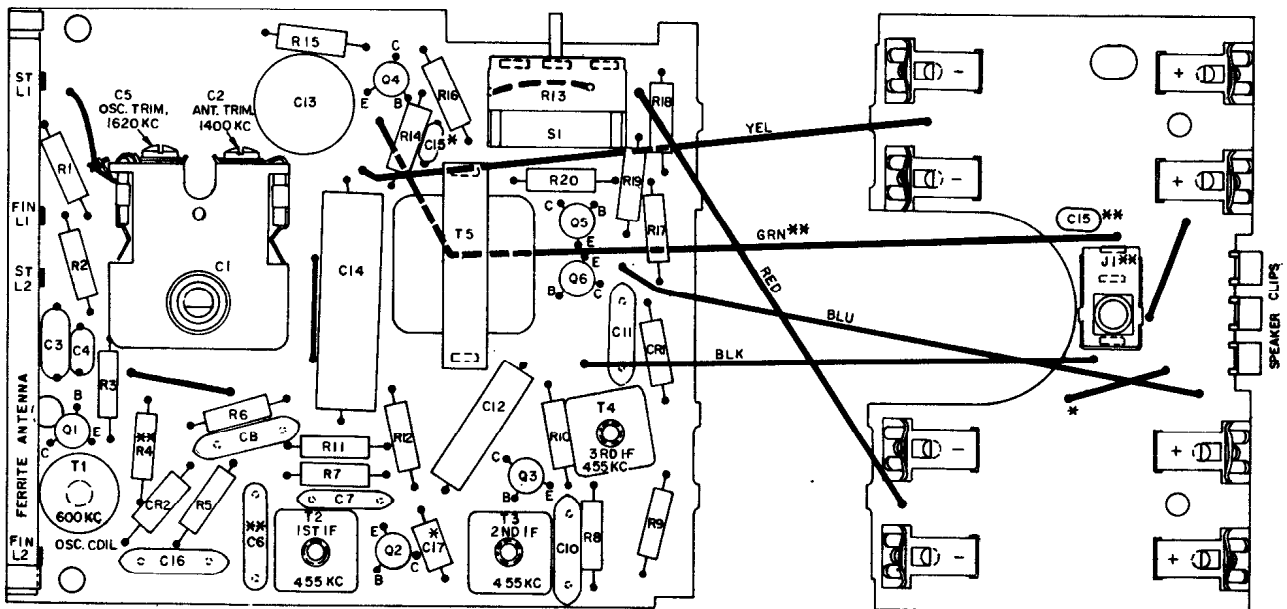 ST L1
FIN L1
ST L2
FERRITE ANTENNA
FIN L2
C5
OSC. TRIM,
1620 KC
C2
ANT. TRIM.
1400 KC
R15
C13
C
Q4
E
B
R16
R14
C15*
R13
S1
R18
R1
R2
C1
C14
T5
R20
R19
R17
C
Q5
B
E
E
Q6
B
C
C11
CR1
YEL
GRN**
RED
BLU
BLK
C3
C4
R3
B
Q1
E
C
T1
600 KC
OSC. COIL
**
R4
CR2
R5
C16
R6
C8
R11
R7
C7
R12
C12
**
C6
T2
1ST IF
455 KC
E
Q2
B
C
*
C17
C
Q3
B
E
T3
2ND IF
455 KC
R10
T4
3RD IF
455 KC
C10
R8
R9
-
-
-
-
+
+
+
+
C15**
J1**
*
SPEAKER CLIPS